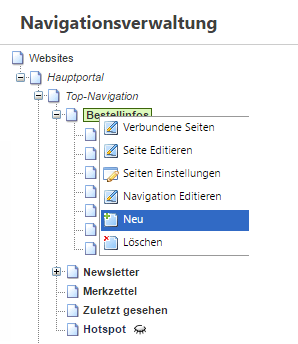 Navigationsverwaltung
Websites
Hauptportal
Top-Navigation
Bestellinfos
Verbundene Seiten
Seite Editieren
Seiten Einstellungen
Navigation Editieren
Neu
Löschen
Newsletter
Merkzettel
Zuletzt gesehen
Hotspot